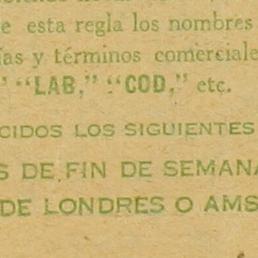 e esta regla los nombres
ías y términos comerciale
" "LAB," "COD," etc.
CIDOS LOS SIGUIENTES
S DE FIN DE SEMANA
DE LONDRES O AMS